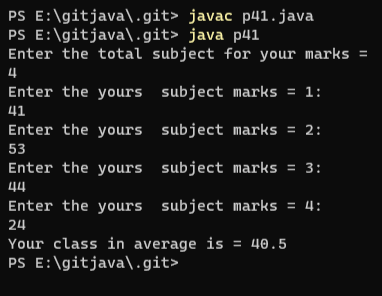 PS E:\gitjava\.git> javac p41.java
PS E:\gitjava\.git> java p41
Enter the total subject for your marks =
4
Enter the yours  subject marks = 1:
41
Enter the yours  subject marks = 2:
53
Enter the yours  subject marks = 3:
44
Enter the yours  subject marks = 4:
24
Your class in average is = 40.5
PS E:\gitjava\.git>